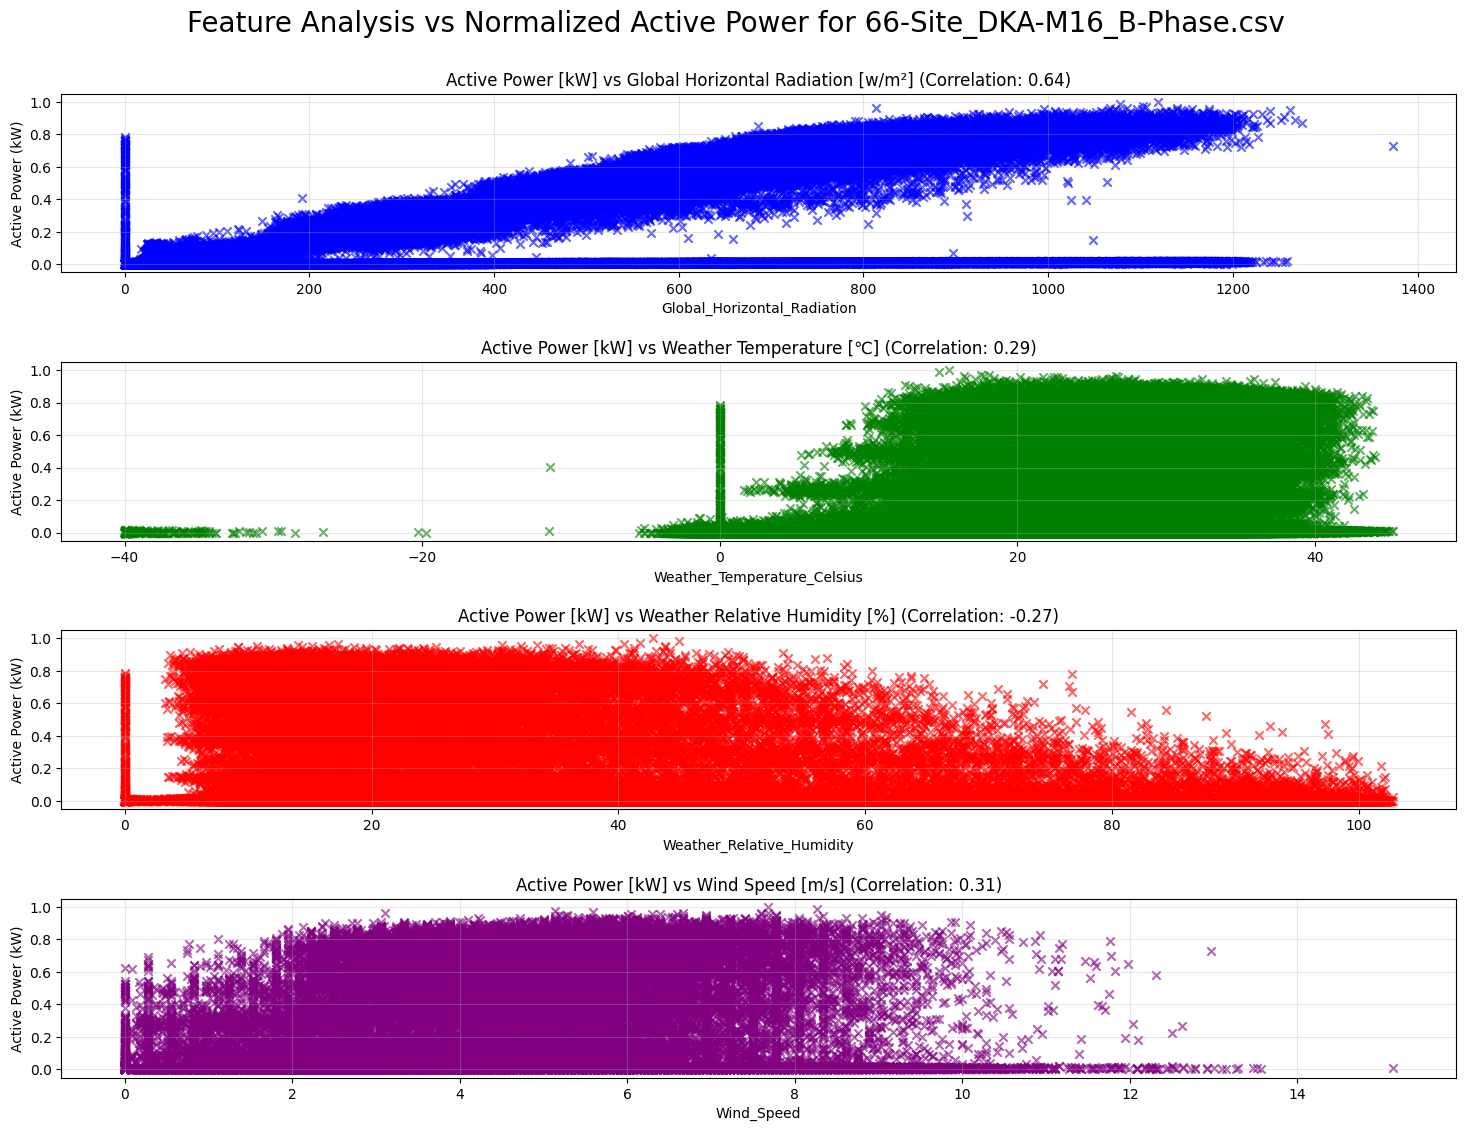 Feature Analysis vs Normalized Active Power for 66-Site_DKA-M16_B-Phase.csv
Active Power [kW] vs Global Horizontal Radiation [w/m²] (Correlation: 0.64)
Active Power (kW)
1.0
0.8
0.6
0.4
0.2
0.0
0 200 400 600 800 1000 1200 1400
Global_Horizontal_Radiation
Active Power [kW] vs Weather Temperature [℃] (Correlation: 0.29)
Active Power (kW)
1.0
0.8
0.6
0.4
0.2
0.0
−40 −20 0 20 40
Weather_Temperature_Celsius
Active Power [kW] vs Weather Relative Humidity [%] (Correlation: -0.27)
Active Power (kW)
1.0
0.8
0.6
0.4
0.2
0.0
0 20 40 60 80 100
Weather_Relative_Humidity
Active Power [kW] vs Wind Speed [m/s] (Correlation: 0.31)
Active Power (kW)
1.0
0.8
0.6
0.4
0.2
0.0
0 2 4 6 8 10 12 14
Wind_Speed